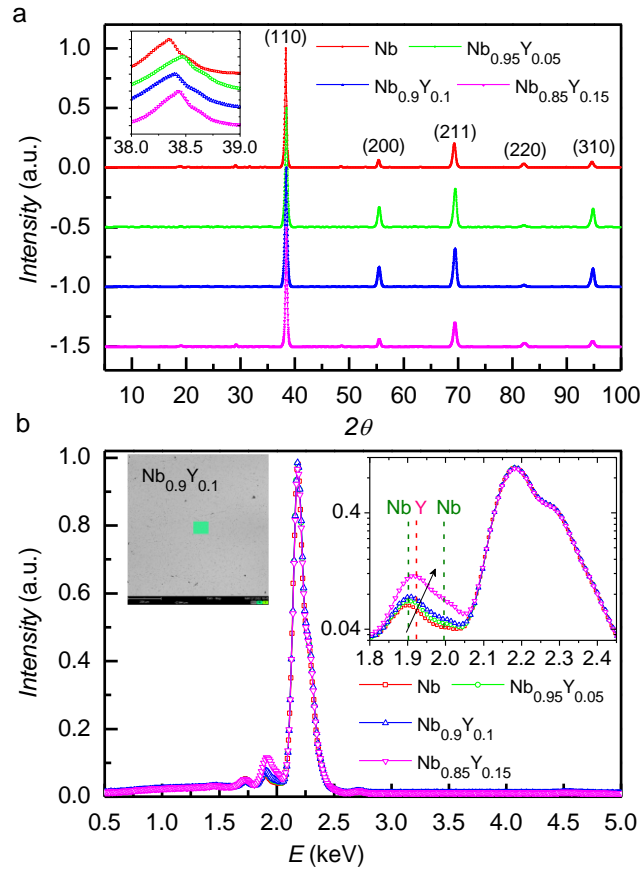 a
Nb
Nb0.95Y0.05
Nb0.9Y0.1
Nb0.85Y0.15
(110)
(200)
(211)
(220)
(310)
1.0
0.5
0.0
-0.5
-1.0
-1.5
Intensity (a.u.)
38.0 38.5 39.0
10 20 30 40 50 60 70 80 90 100
2θ
b
Nb0.9Y0.1
Nb Y Nb
0.4
0.04
1.8 1.9 2.0 2.1 2.2 2.3 2.4
Nb
Nb0.95Y0.05
Nb0.9Y0.1
Nb0.85Y0.15
1.0
0.8
0.6
0.4
0.2
0.0
Intensity (a.u.)
0.5 1.0 1.5 2.0 2.5 3.0 3.5 4.0 4.5 5.0
E (keV)